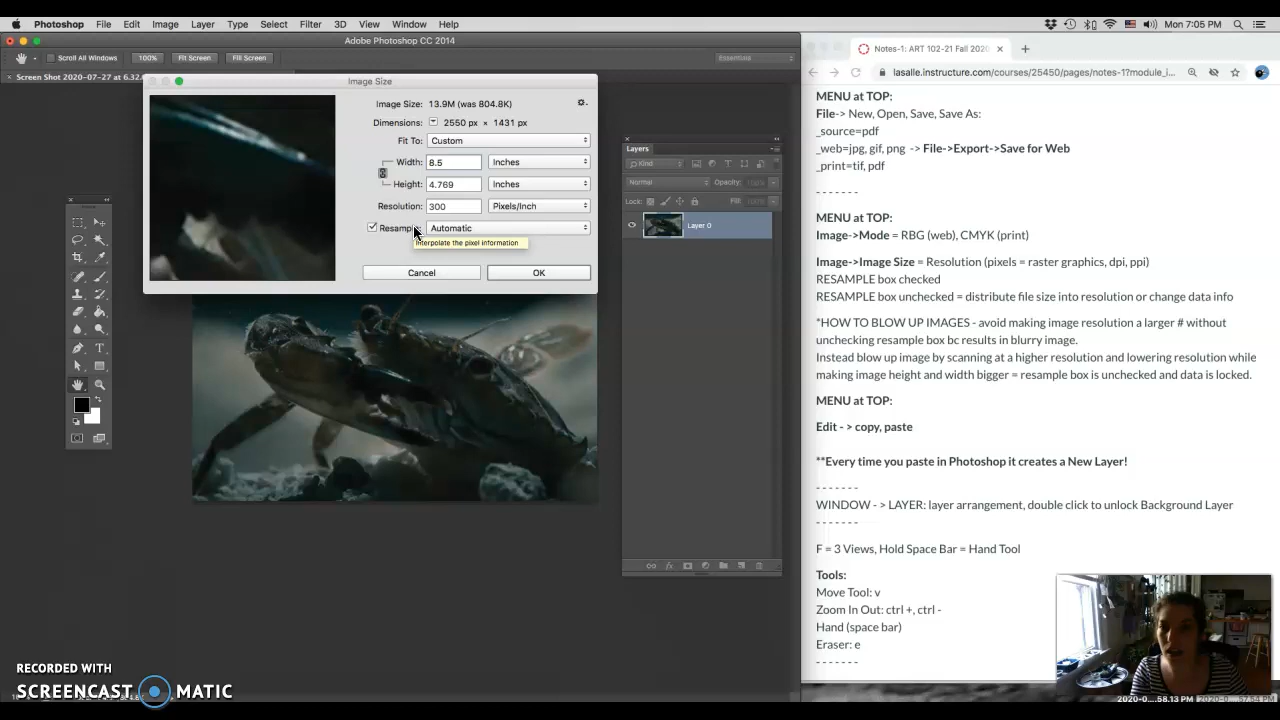 Photoshop File Edit Image Layer Type Select Filter 3D View Window Help Mon 7:05 PM
Adobe Photoshop CC 2014
Scroll All Windows 100% Fit Screen Fill Screen Essentials
Screen Shot 2020-07-27 at 6.32
Image Size
Image Size: 13.9M (was 804.8K)
Dimensions: 2550 px × 1431 px
Fit To: Custom
Width: 8.5 Inches
Height: 4.769 Inches
Resolution: 300 Pixels/Inch
Resample: Automatic
Interpolate the pixel information
Cancel OK
Layers
Kind
Normal Opacity: 100%
Lock: Fill: 100%
Layer 0
Notes-1: ART 102-21 Fall 2020
lasalle.instructure.com/courses/25450/pages/notes-1?module_i...
MENU at TOP:
File-> New, Open, Save, Save As:
_source=pdf
_web=jpg, gif, png -> File->Export->Save for Web
_print=tif, pdf
- - - - - - -
MENU at TOP:
Image->Mode = RBG (web), CMYK (print)
Image->Image Size = Resolution (pixels = raster graphics, dpi, ppi)
RESAMPLE box checked
RESAMPLE box unchecked = distribute file size into resolution or change data info
*HOW TO BLOW UP IMAGES - avoid making image resolution a larger # without
unchecking resample box bc results in blurry image.
Instead blow up image by scanning at a higher resolution and lowering resolution while
making image height and width bigger = resample box is unchecked and data is locked.
MENU at TOP:
Edit - > copy, paste
**Every time you paste in Photoshop it creates a New Layer!
- - - - - - -
WINDOW - > LAYER: layer arrangement, double click to unlock Background Layer
- - - - - - -
F = 3 Views, Hold Space Bar = Hand Tool
Tools:
Move Tool: v
Zoom In Out: ctrl +, ctrl -
Hand (space bar)
Eraser: e
- - - - - - -
RECORDED WITH
SCREENCAST MATIC